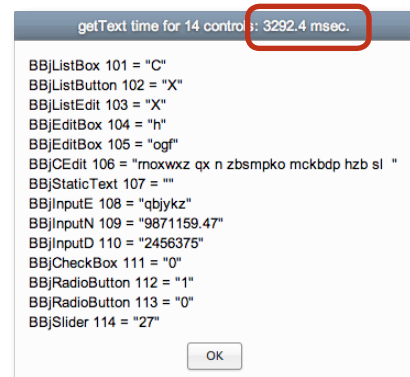 getText time for 14 controls: 3292.4 msec.
BBjListBox 101 = "C"
BBjListButton 102 = "X"
BBjListEdit 103 = "X"
BBjEditBox 104 = "h"
BBjEditBox 105 = "ogf"
BBjCEdit 106 = "rnoxwxz qx n zbsmpko mckbdp hzb sl  "
BBjStaticText 107 = ""
BBjInputE 108 = "qbjykz"
BBjInputN 109 = "9871159.47"
BBjInputD 110 = "2456375"
BBjCheckBox 111 = "0"
BBjRadioButton 112 = "1"
BBjRadioButton 113 = "0"
BBjSlider 114 = "27"
OK